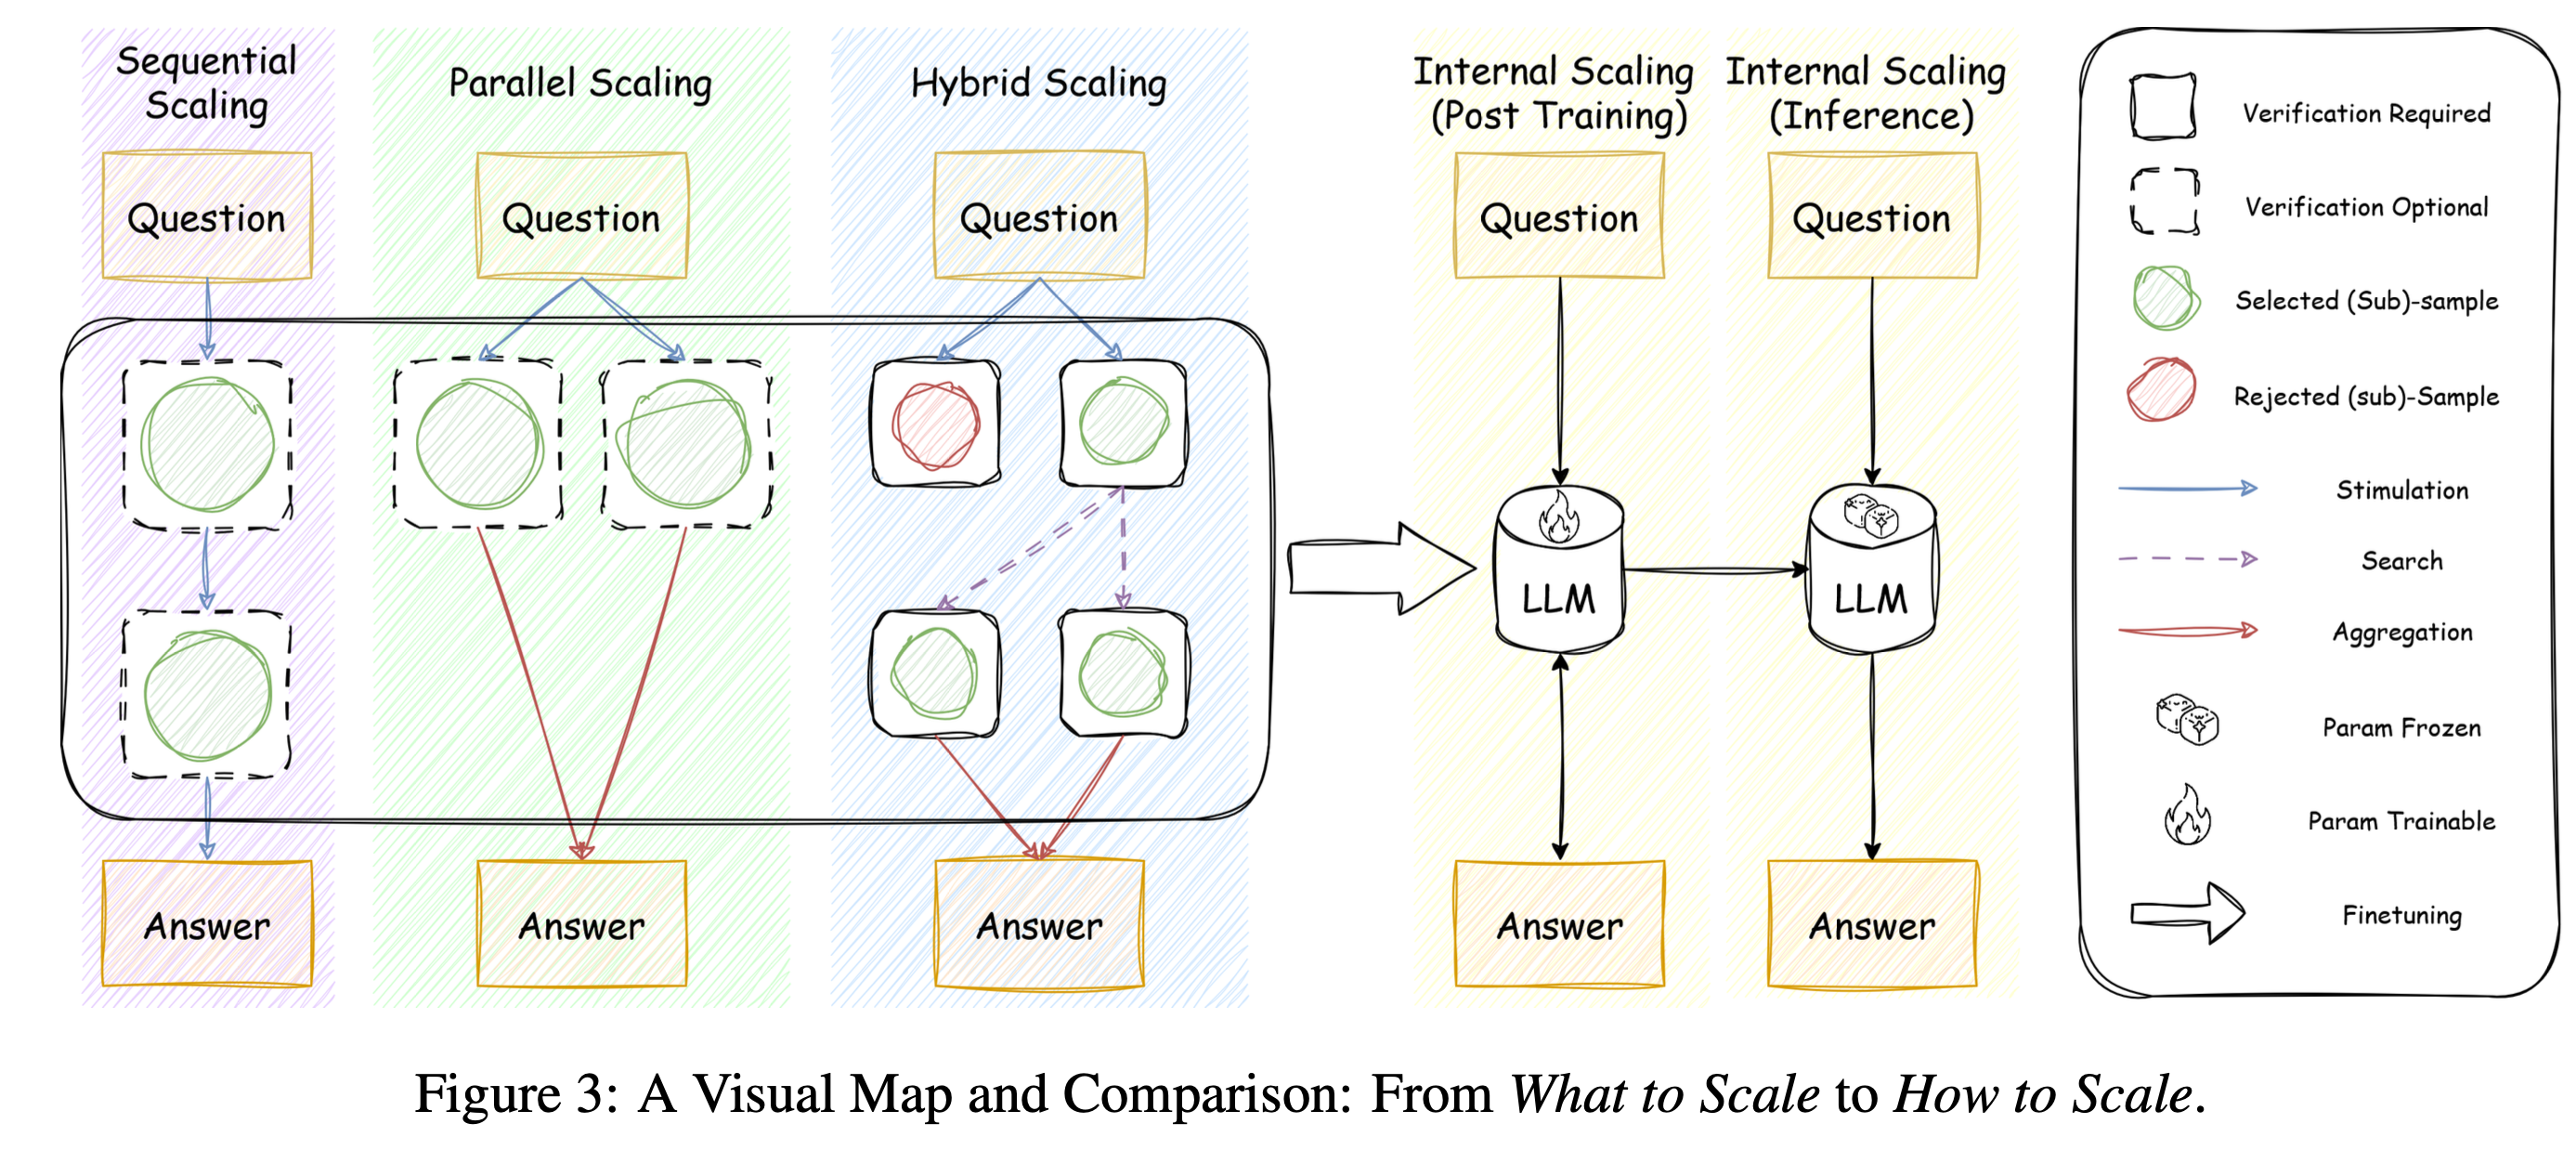 Sequential
Scaling
Question
Answer
Parallel Scaling
Question
Answer
Hybrid Scaling
Question
Answer
Internal Scaling
(Post Training)
Question
LLM
Answer
Internal Scaling
(Inference)
Question
LLM
Answer
Verification Required
Verification Optional
Selected (Sub)-sample
Rejected (sub)-Sample
Stimulation
Search
Aggregation
Param Frozen
Param Trainable
Finetuning
Figure 3: A Visual Map and Comparison: From What to Scale to How to Scale.